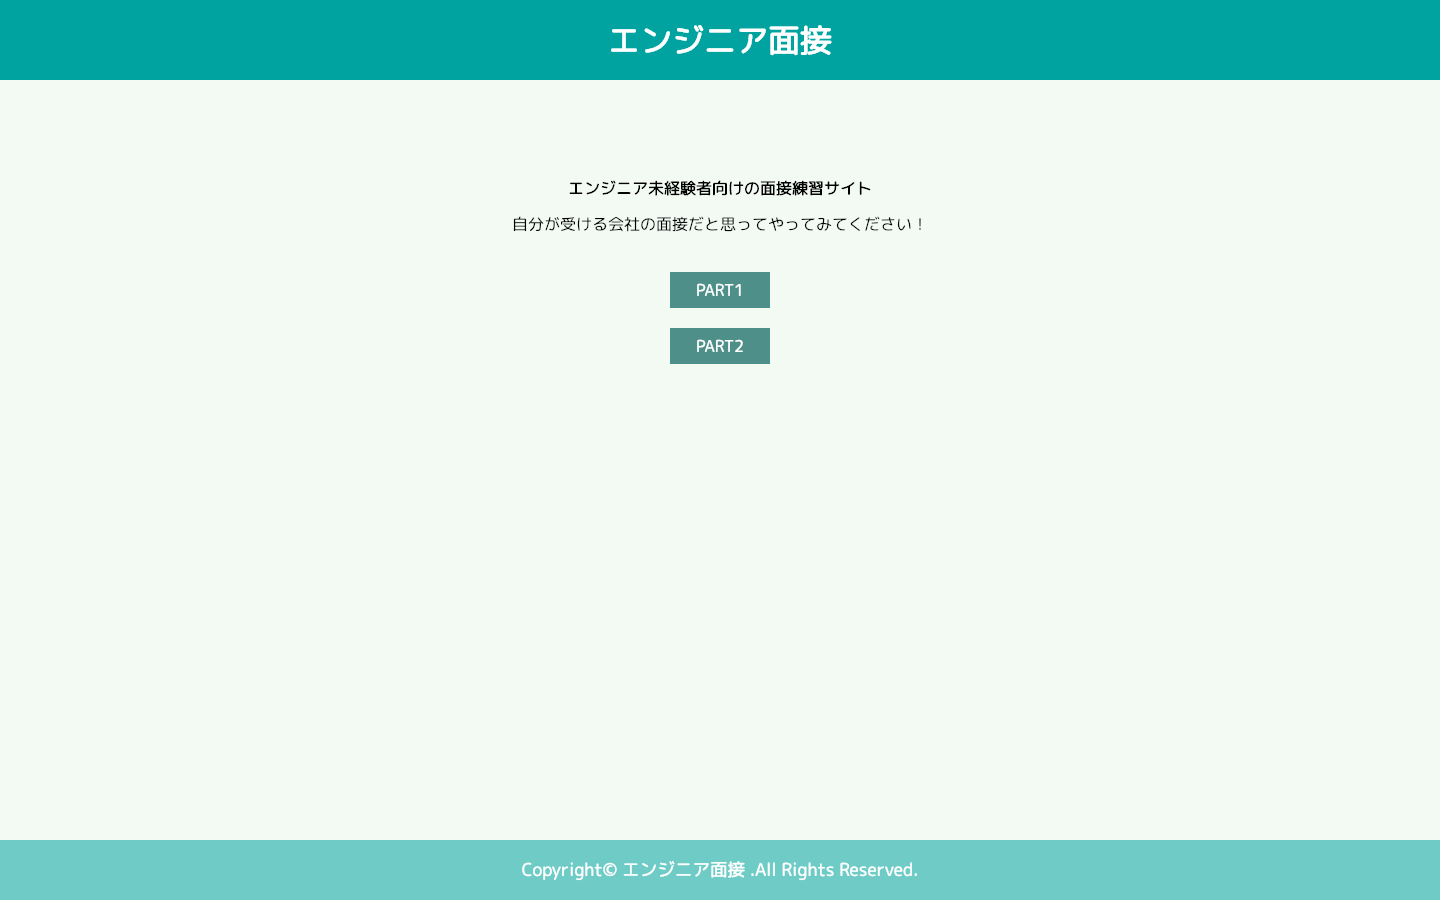 エンジニア面接
エンジニア未経験者向けの面接練習サイト
自分が受ける会社の面接だと思ってやってみてください！
PART1
PART2
Copyright© エンジニア面接 .All Rights Reserved.